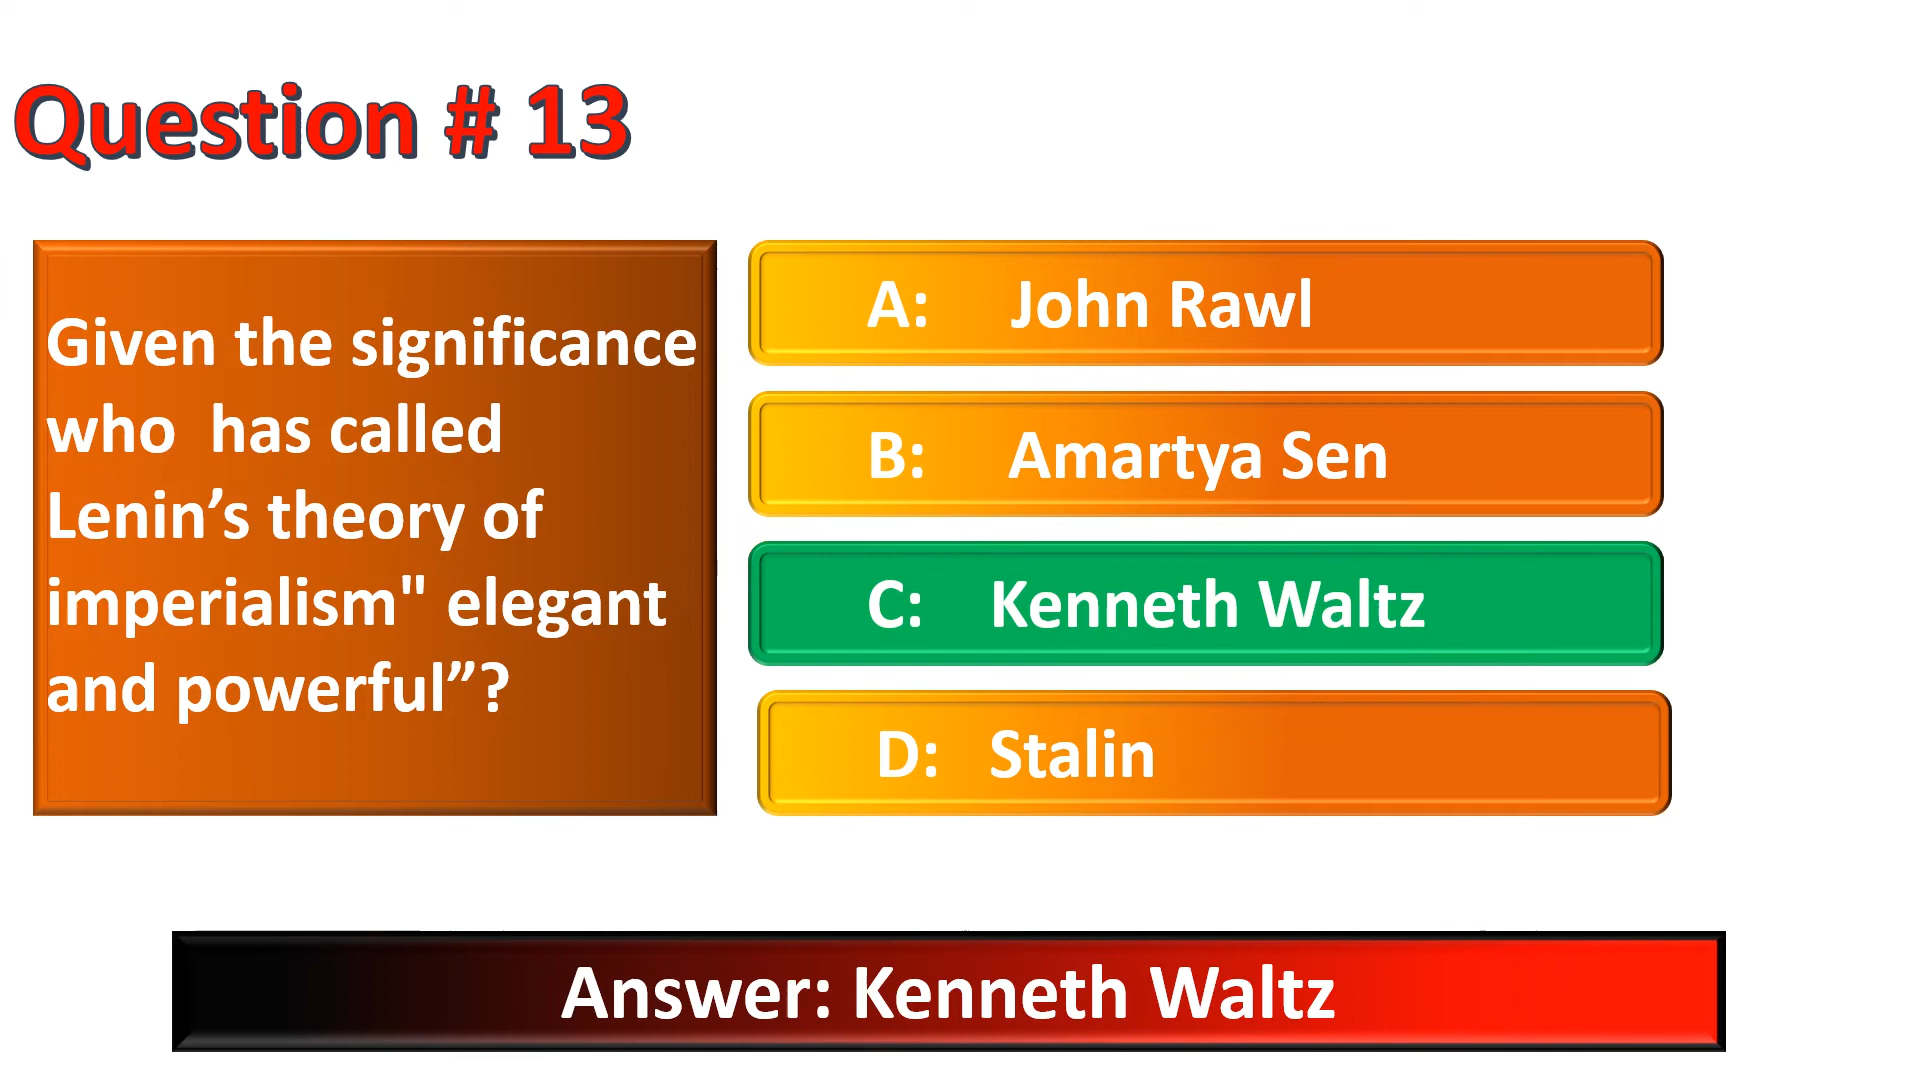 Question # 13
Given the significance
who  has called
Lenin’s theory of
imperialism" elegant
and powerful”?
A: John Rawl
B: Amartya Sen
C: Kenneth Waltz
D: Stalin
Answer: Kenneth Waltz